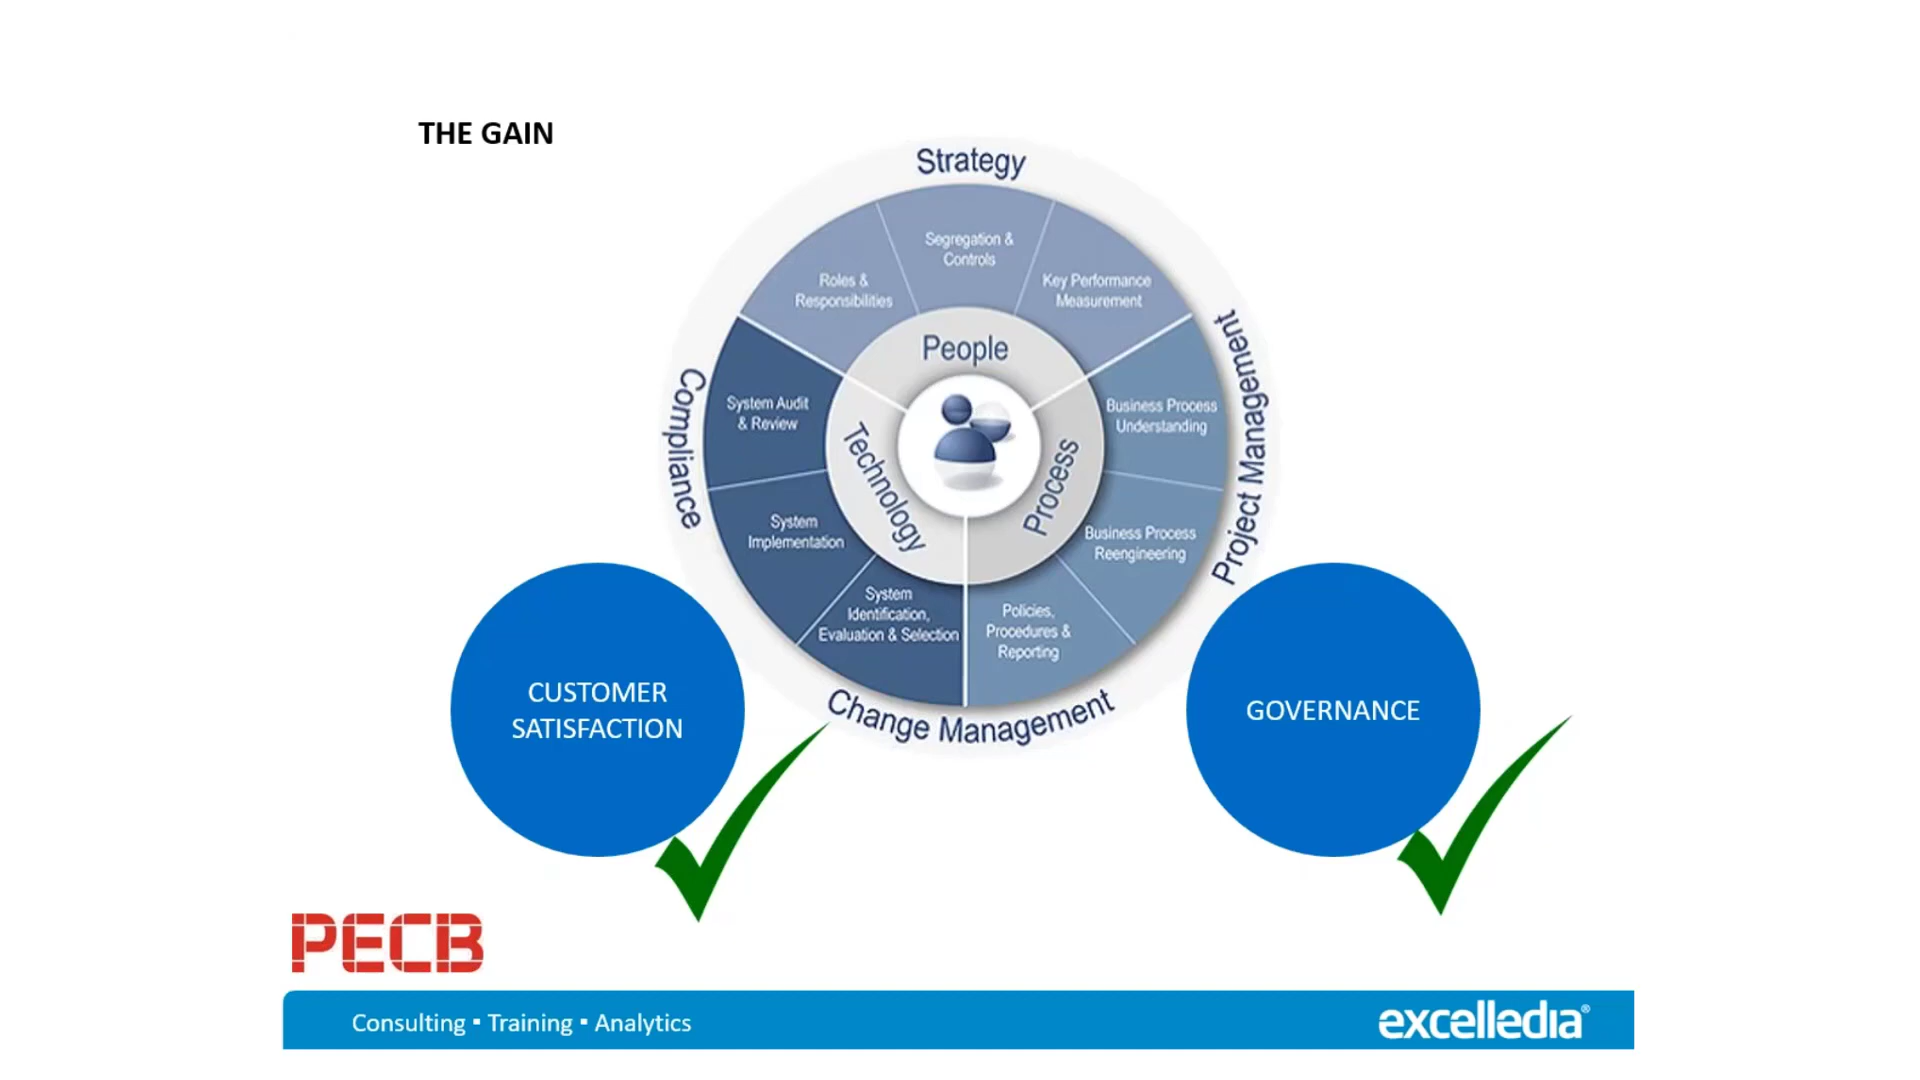 THE GAIN
Strategy
Segregation &
Controls
Roles &
Responsibilities
Key Performance
Measurement
People
Project Management
Compliance
System Audit
& Review
Business Process
Understanding
Technology
Process
System
Implementation
Business Process
Reengineering
System
Identification,
Evaluation & Selection
Policies,
Procedures &
Reporting
Change Management
CUSTOMER
SATISFACTION
GOVERNANCE
PECB
Consulting ▪ Training ▪ Analytics
excelledia®